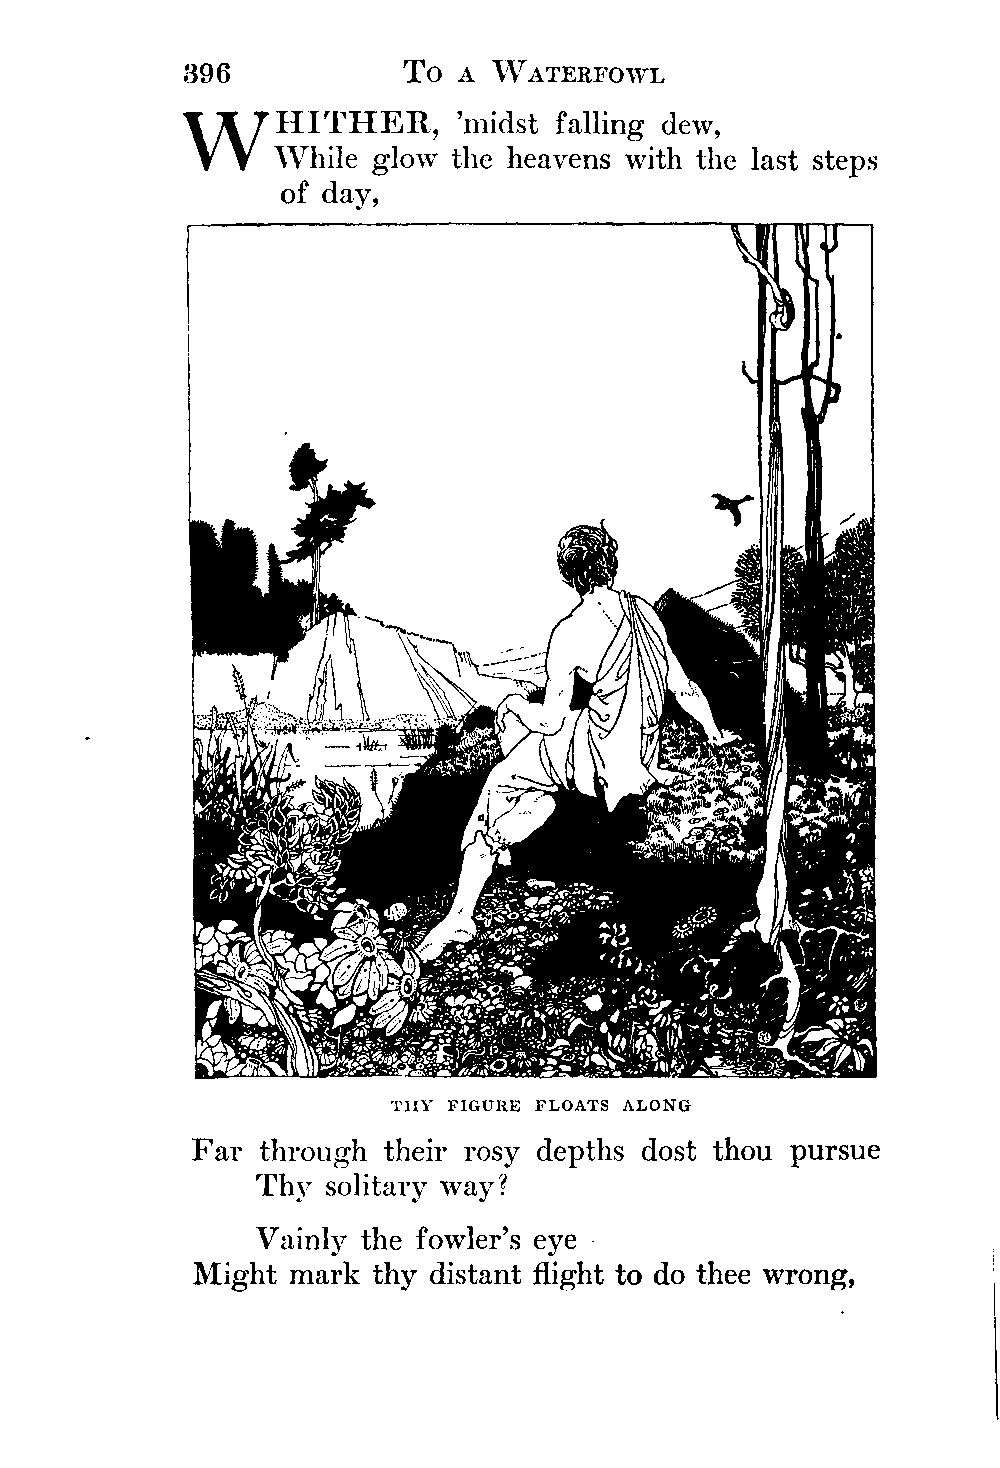 396 To a Waterfowl
WHITHER, 'midst falling dew,
While glow the heavens with the last steps
of day,
THY FIGURE FLOATS ALONG
Far through their rosy depths dost thou pursue
Thy solitary way?
Vainly the fowler's eye
Might mark thy distant flight to do thee wrong,